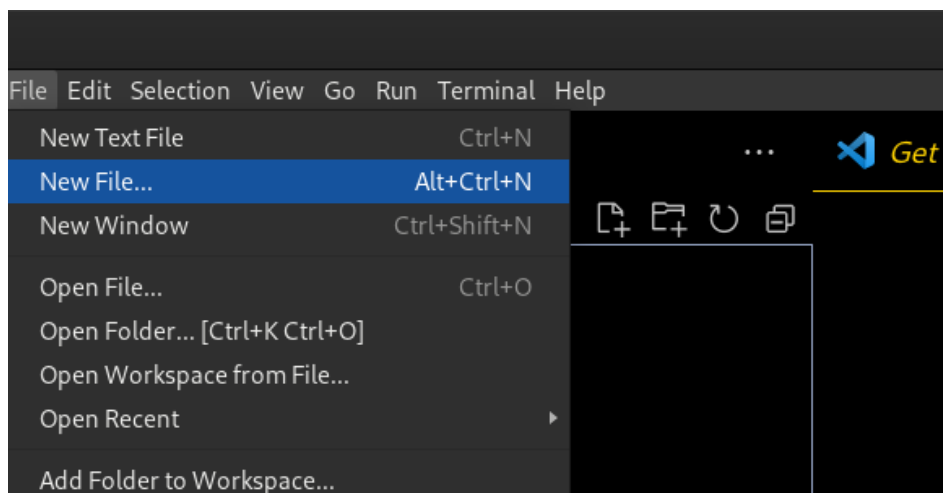 File Edit Selection View Go Run Terminal Help
New Text File Ctrl+N
New File... Alt+Ctrl+N
New Window Ctrl+Shift+N
Open File... Ctrl+O
Open Folder... [Ctrl+K Ctrl+O]
Open Workspace from File...
Open Recent
Add Folder to Workspace...
...
Get